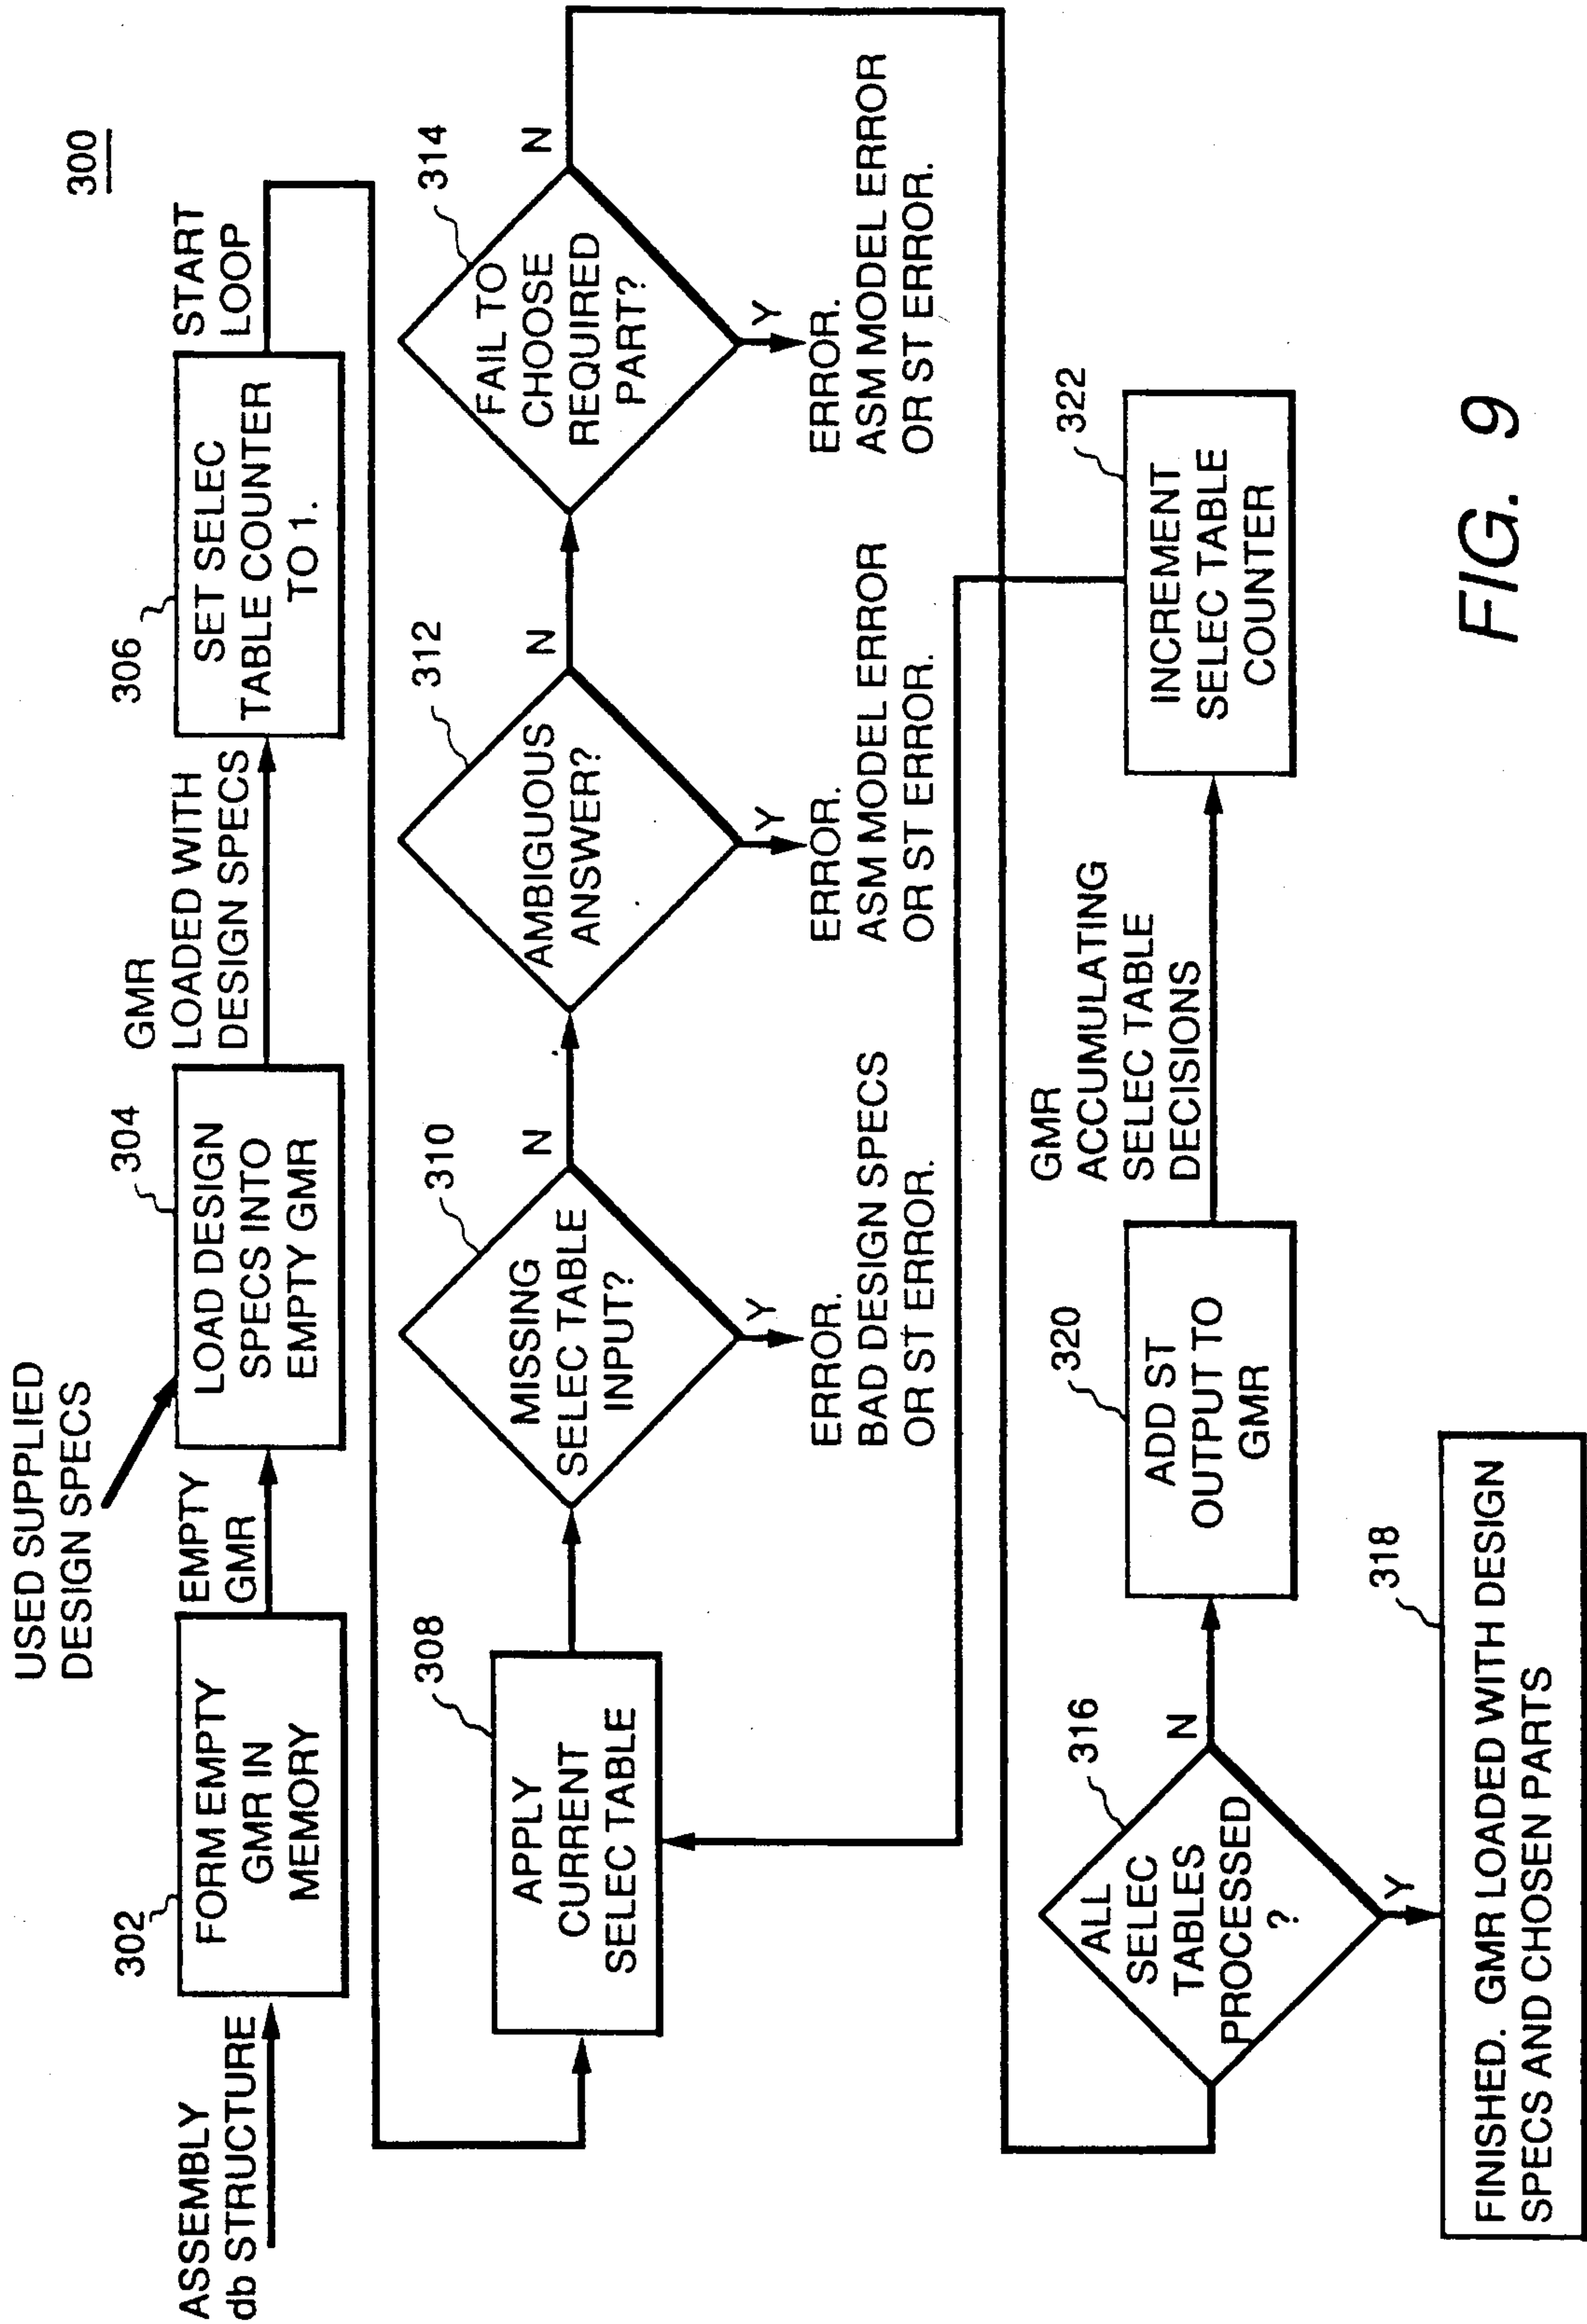 300
USED SUPPLIED
DESIGN SPECS
ASSEMBLY
db STRUCTURE
302
FORM EMPTY
GMR IN
MEMORY
EMPTY
GMR
304
LOAD DESIGN
SPECS INTO
EMPTY GMR
GMR
LOADED WITH
DESIGN SPECS
306
SET SELEC
TABLE COUNTER
TO 1.
START
LOOP
308
APPLY
CURRENT
SELEC TABLE
310
MISSING
SELEC TABLE
INPUT?
N
Y
ERROR.
BAD DESIGN SPECS
OR ST ERROR.
312
AMBIGUOUS
ANSWER?
N
Y
ERROR.
ASM MODEL ERROR
OR ST ERROR.
314
FAIL TO
CHOOSE
REQUIRED
PART?
N
Y
ERROR.
ASM MODEL ERROR
OR ST ERROR.
316
ALL
SELEC
TABLES
PROCESSED
?
N
Y
320
ADD ST
OUTPUT TO
GMR
GMR
ACCUMULATING
SELEC TABLE
DECISIONS
322
INCREMENT
SELEC TABLE
COUNTER
318
FINISHED. GMR LOADED WITH DESIGN
SPECS AND CHOSEN PARTS
FIG. 9